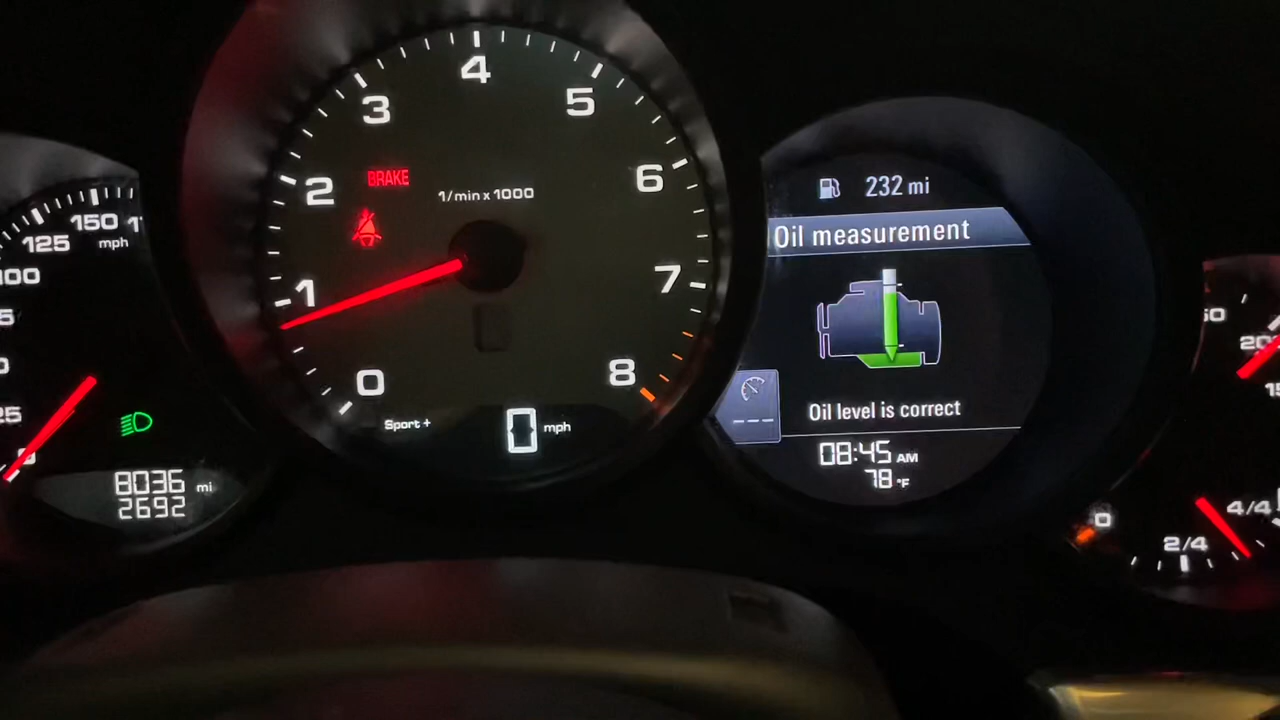 150
125
mph
100
25
8036 mi
2692
4
3
5
2
6
BRAKE
1/min x 1000
1
7
0
8
Sport +
0 mph
232 mi
Oil measurement
Oil level is correct
08:45 AM
78 °F
0
2/4
4/4